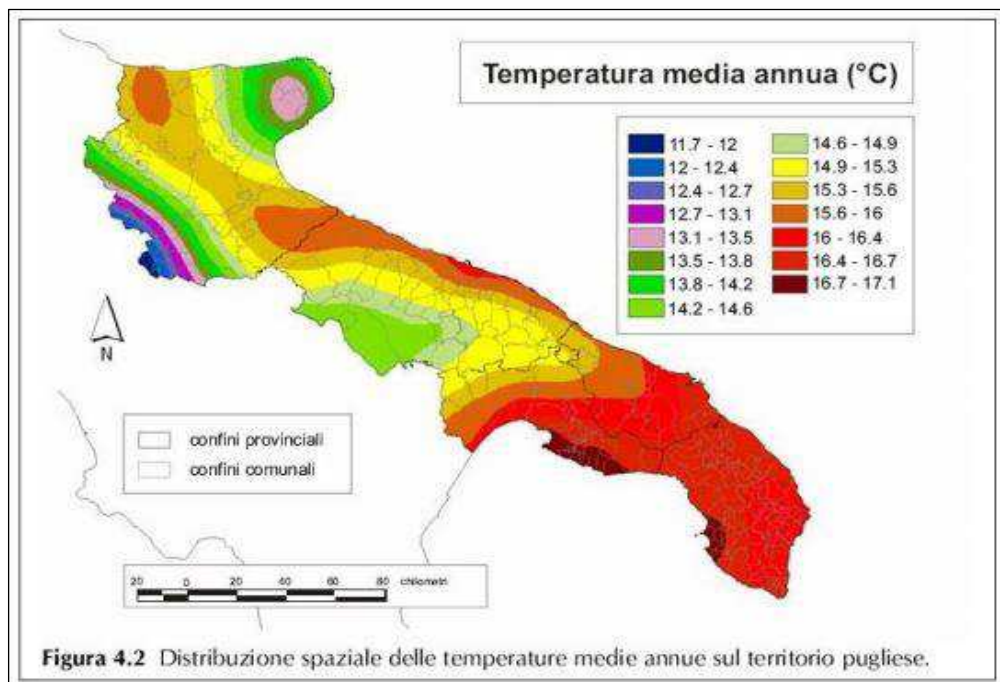 Temperatura media annua (°C)
11.7 - 12
12 - 12.4
12.4 - 12.7
12.7 - 13.1
13.1 - 13.5
13.5 - 13.8
13.8 - 14.2
14.2 - 14.6
14.6 - 14.9
14.9 - 15.3
15.3 - 15.6
15.6 - 16
16 - 16.4
16.4 - 16.7
16.7 - 17.1
N
confini provinciali
confini comunali
20 0 20 40 60 80 chilometri
Figura 4.2 Distribuzione spaziale delle temperature medie annue sul territorio pugliese.